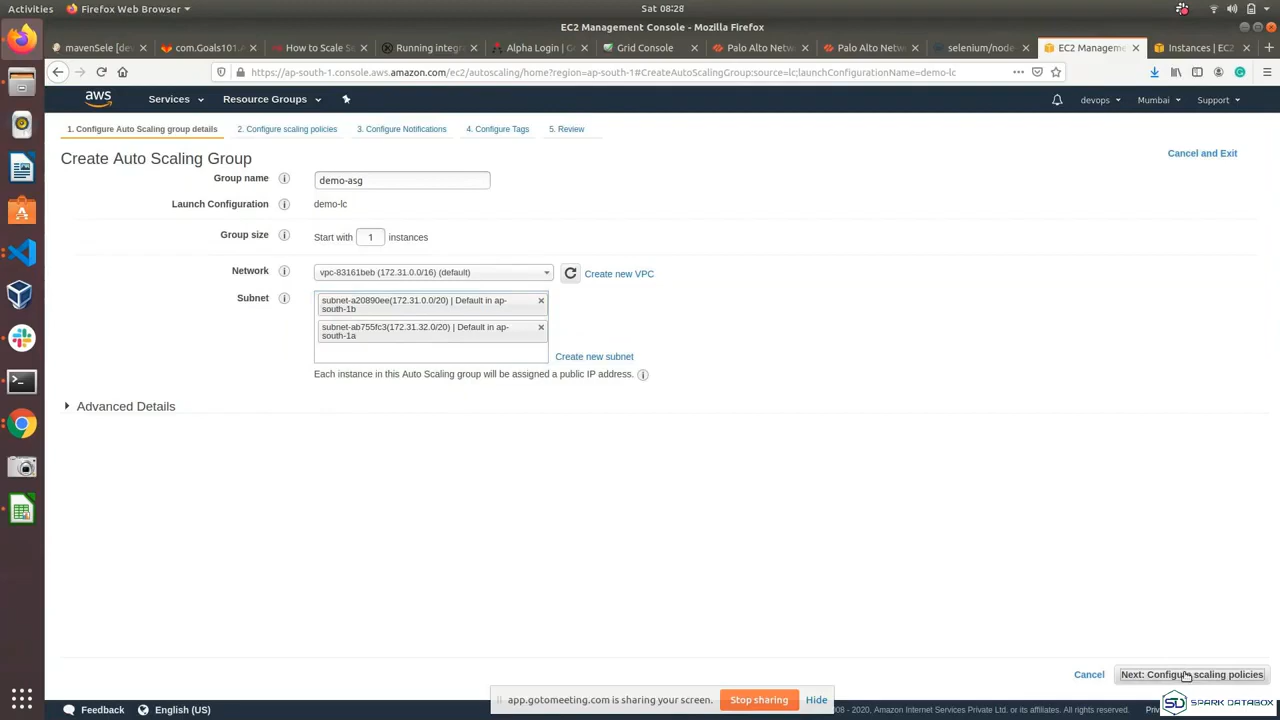 Activities
Firefox Web Browser
Sat 08:28
EC2 Management Console - Mozilla Firefox
mavenSele [dev
com.Goals101.
How to Scale S
Running integr
Alpha Login | G
Grid Console
Palo Alto Netw
Palo Alto Netw
selenium/node-
EC2 Manageme
Instances | EC2
https://ap-south-1.console.aws.amazon.com/ec2/autoscaling/home?region=ap-south-1#CreateAutoScalingGroup:source=lc;launchConfigurationName=demo-lc
aws
Services
Resource Groups
devops
Mumbai
Support
1. Configure Auto Scaling group details
2. Configure scaling policies
3. Configure Notifications
4. Configure Tags
5. Review
Create Auto Scaling Group
Cancel and Exit
Group name
demo-asg
Launch Configuration
demo-lc
Group size
Start with 1 instances
Network
vpc-83161beb (172.31.0.0/16) (default)
Create new VPC
Subnet
subnet-a20890ee(172.31.0.0/20) | Default in ap-
south-1b
subnet-ab755fc3(172.31.32.0/20) | Default in ap-
south-1a
Create new subnet
Each instance in this Auto Scaling group will be assigned a public IP address.
Advanced Details
Cancel
Next: Configure scaling policies
app.gotomeeting.com is sharing your screen.
Stop sharing
Hide
Feedback
English (US)
08 - 2020, Amazon Internet Services Private Ltd. or its affiliates. All rights reserved.
SD SPARK DATABOX